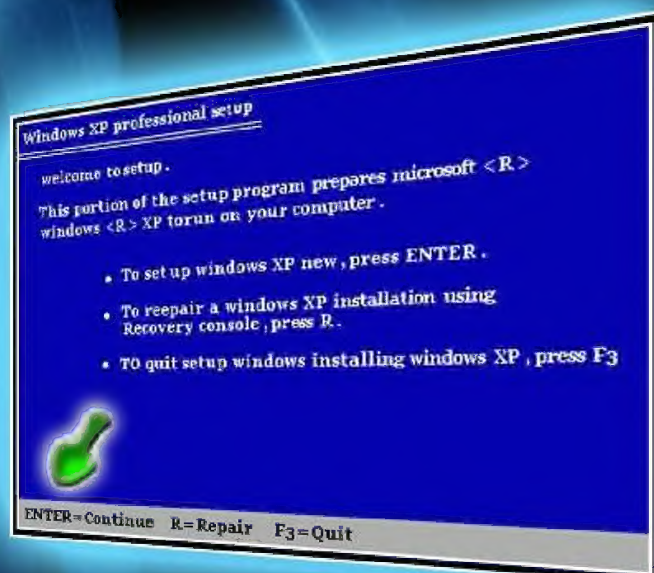 Windows XP professional setup
welcome tosetup.
This portion of the setup program prepares microsoft <R>
windows <R> XP torun on your computer.
• To set up windows XP new, press ENTER.
• To reepair a windows XP installation using
Recovery console, press R.
• TO quit setup windows installing windows XP, press F3
ENTER=Continue R=Repair F3=Quit